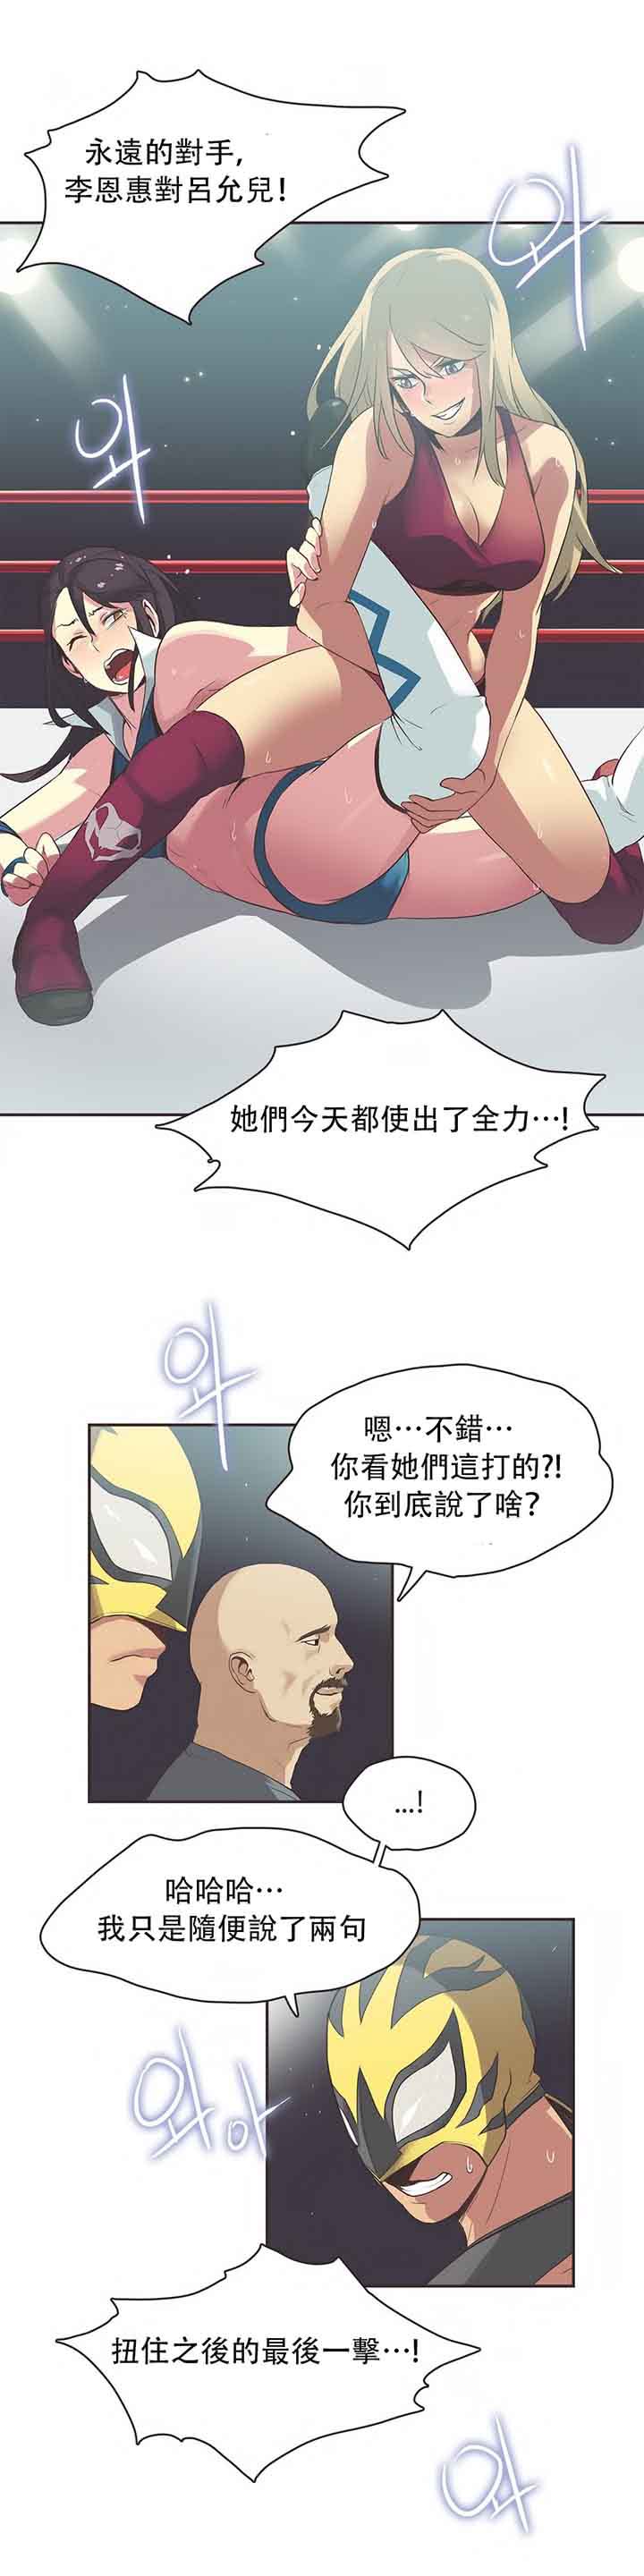 永遠的對手,
李恩惠對呂允兒!
와
와
她們今天都使出了全力…!
와
嗯…不錯…
你看她們這打的?!
你到底說了啥?
...!
哈哈哈…
我只是隨便說了兩句
와아
扭住之後的最後一擊…!
와